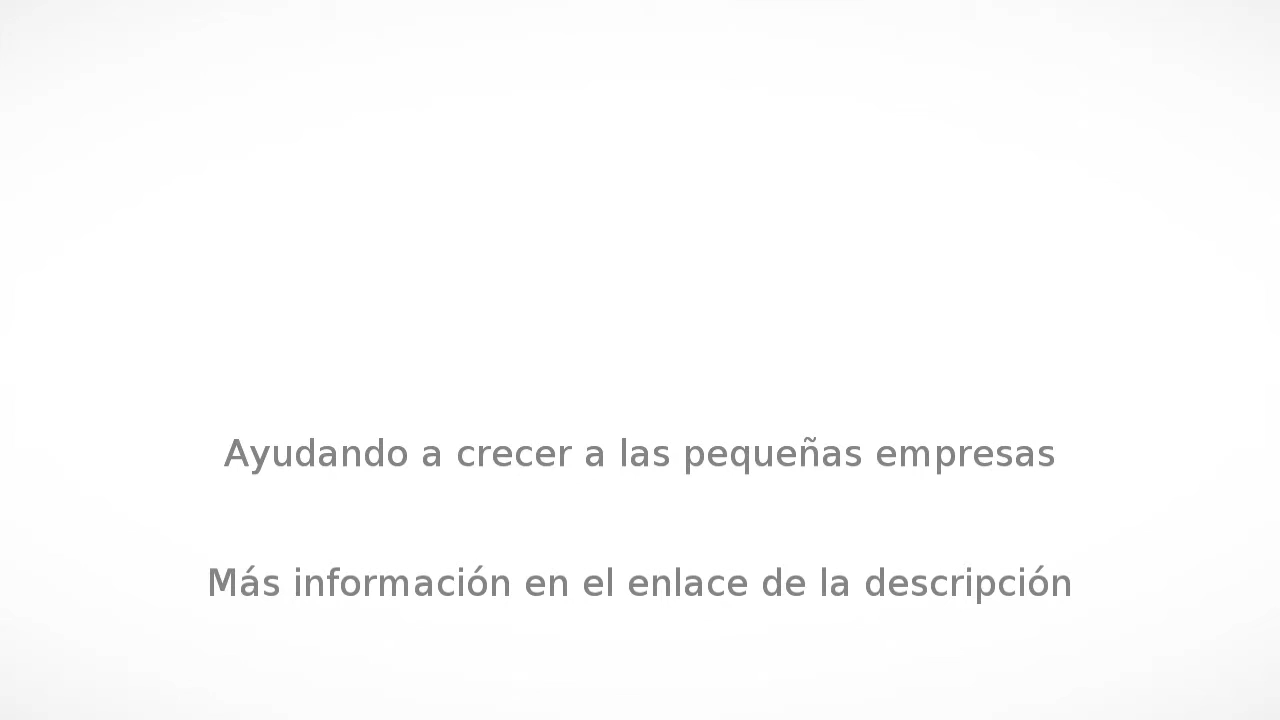 Ayudando a crecer a las pequeñas empresas
Más información en el enlace de la descripción